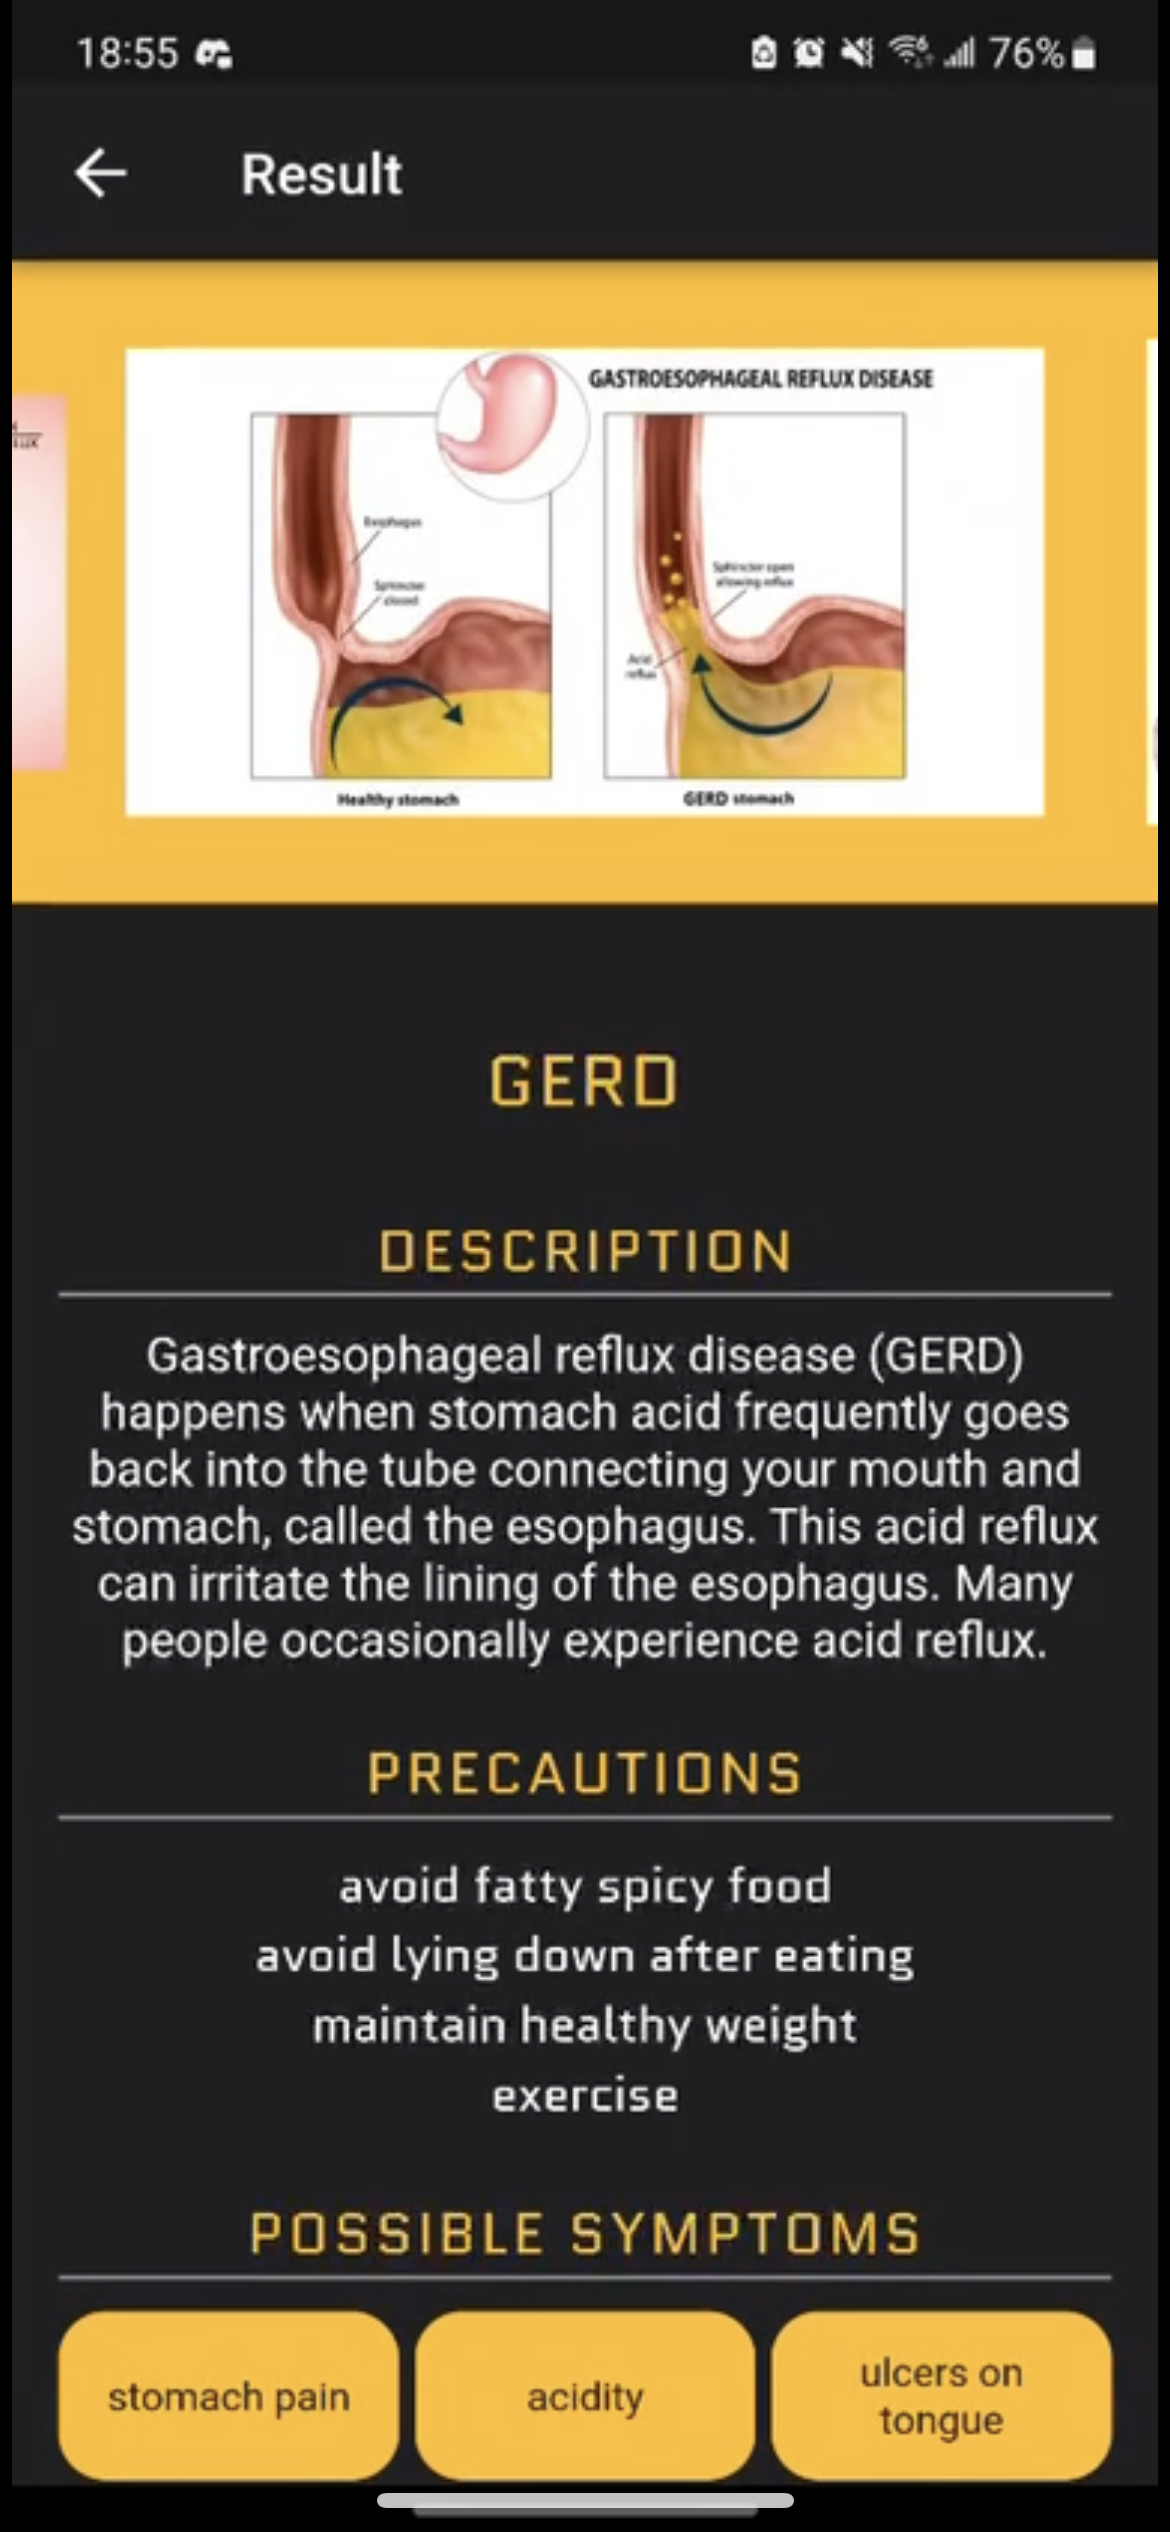 18:55
76%
Result
GASTROESOPHAGEAL REFLUX DISEASE
Esophagus
Sphincter
closed
Sphincter open
allowing reflux
Acid
reflux
Healthy stomach
GERD stomach
GERD
DESCRIPTION
Gastroesophageal reflux disease (GERD)
happens when stomach acid frequently goes
back into the tube connecting your mouth and
stomach, called the esophagus. This acid reflux
can irritate the lining of the esophagus. Many
people occasionally experience acid reflux.
PRECAUTIONS
avoid fatty spicy food
avoid lying down after eating
maintain healthy weight
exercise
POSSIBLE SYMPTOMS
stomach pain
acidity
ulcers on
tongue